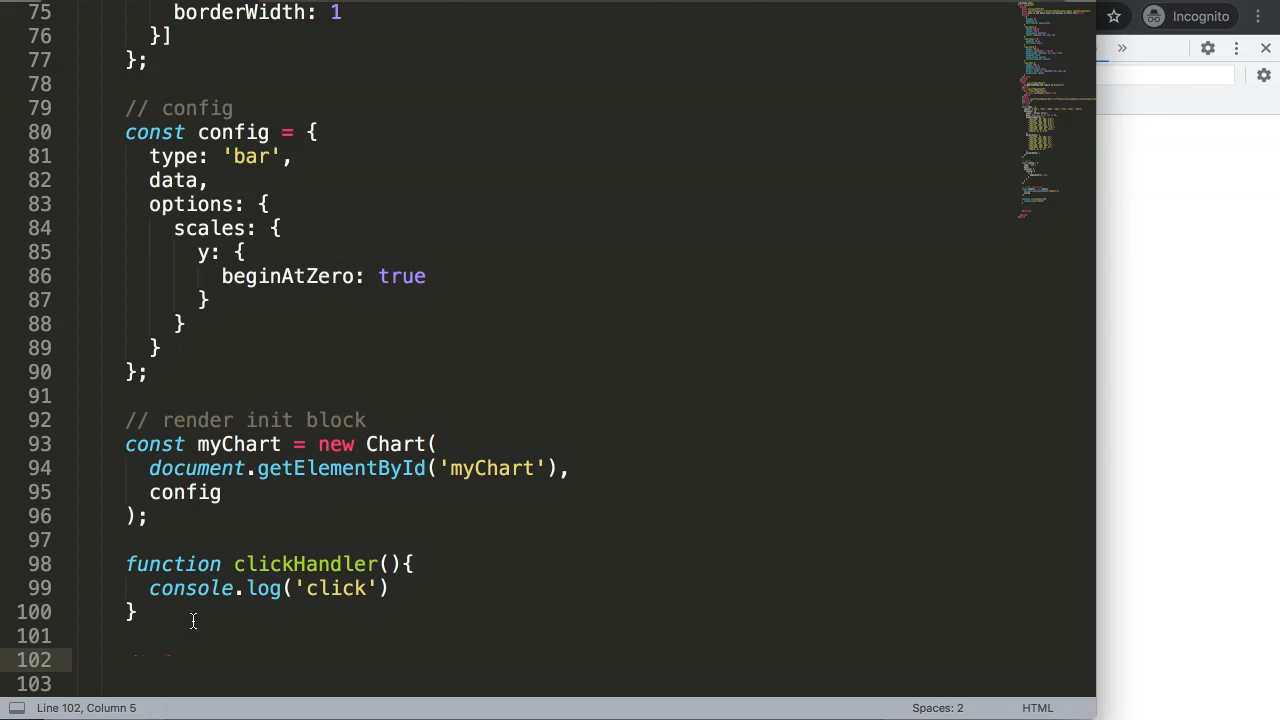 75 borderWidth: 1
76 }]
77 };
78
79 // config
80 const config = {
81 type: 'bar',
82 data,
83 options: {
84 scales: {
85 y: {
86 beginAtZero: true
87 }
88 }
89 }
90 };
91
92 // render init block
93 const myChart = new Chart(
94 document.getElementById('myChart'),
95 config
96 );
97
98 function clickHandler(){
99 console.log('click')
100 }
101
102
103
Line 102, Column 5
Spaces: 2
HTML
Incognito